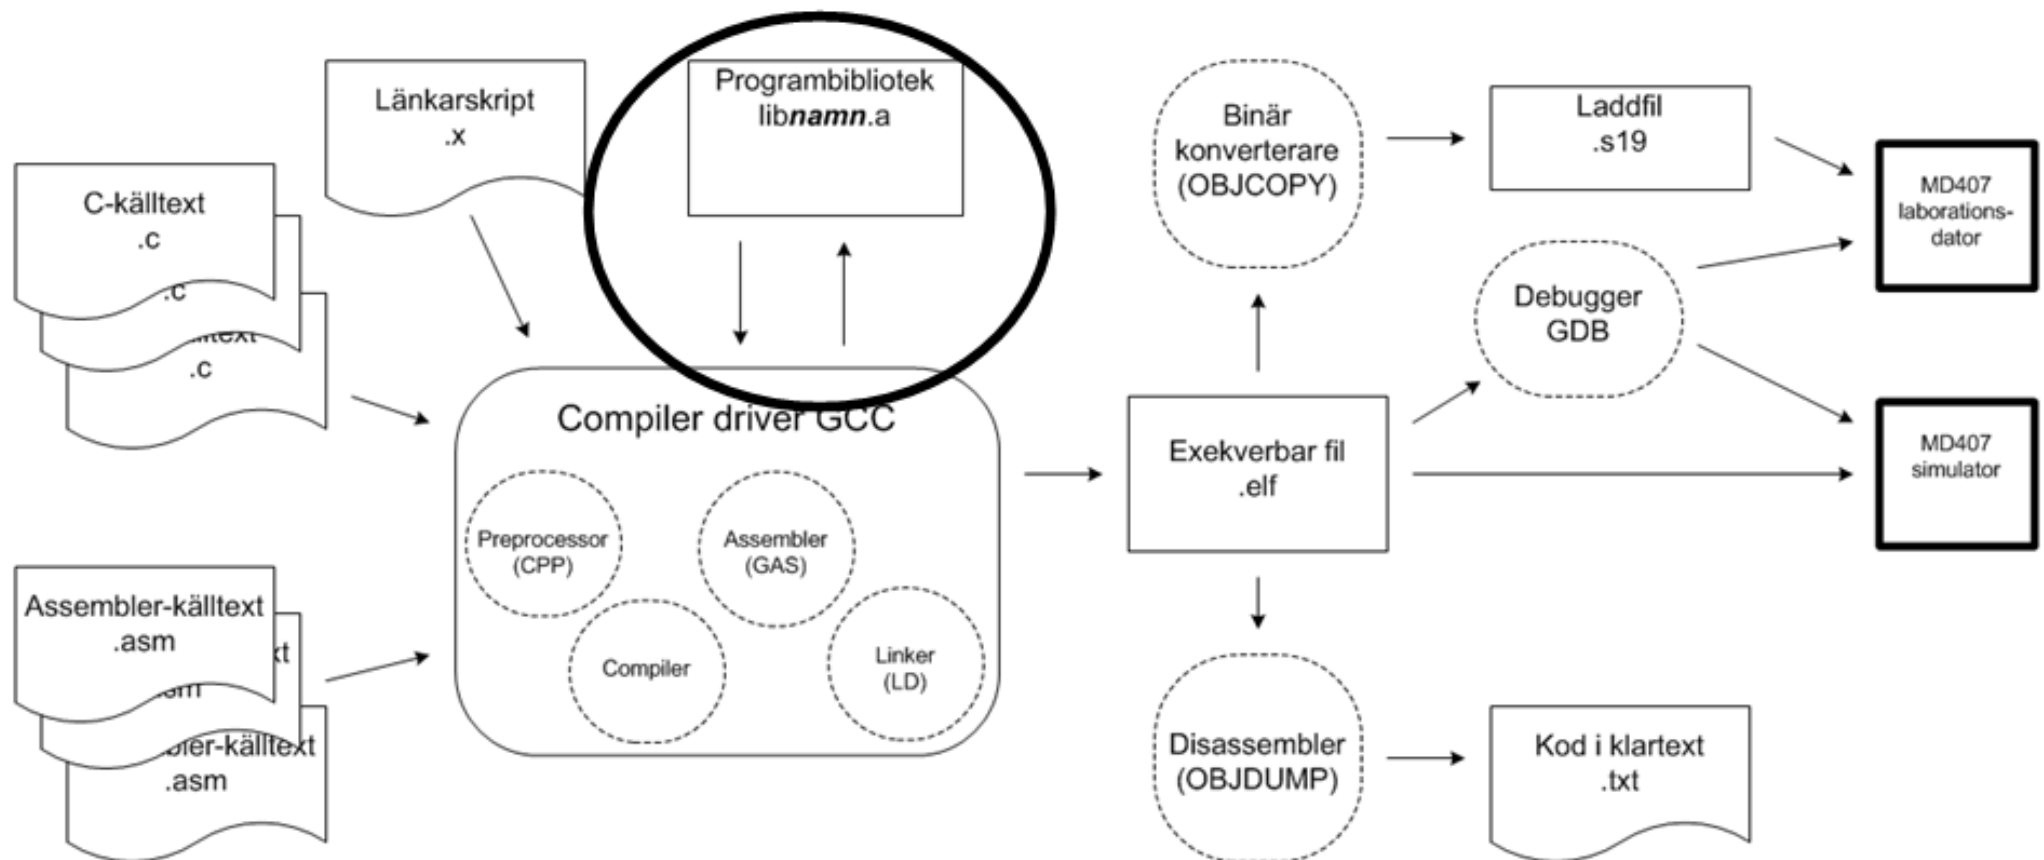 Länkarskript
.x
Programbibliotek
libnamn.a
C-källtext
.c
.c
.c
Binär
konverterare
(OBJCOPY)
Laddfil
.s19
MD407
laborations-
dator
Debugger
GDB
Compiler driver GCC
Preprocessor
(CPP)
Assembler
(GAS)
Compiler
Linker
(LD)
Exekverbar fil
.elf
MD407
simulator
Assembler-källtext
.asm
Disassembler
(OBJDUMP)
Kod i klartext
.txt
.asm